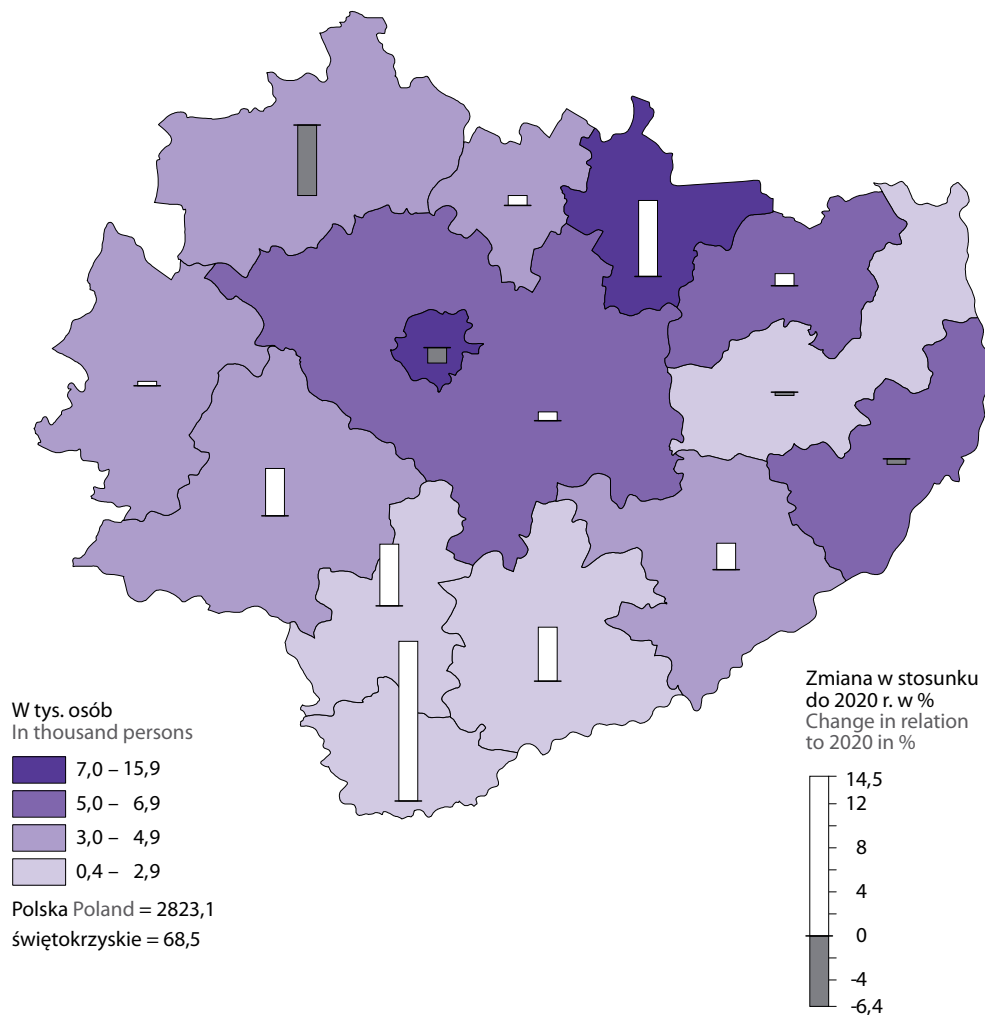 W tys. osób
In thousand persons
7,0 – 15,9
5,0 – 6,9
3,0 – 4,9
0,4 – 2,9
Polska Poland = 2823,1
świętokrzyskie = 68,5
Zmiana w stosunku
do 2020 r. w %
Change in relation
to 2020 in %
14,5
12
8
4
0
-4
-6,4